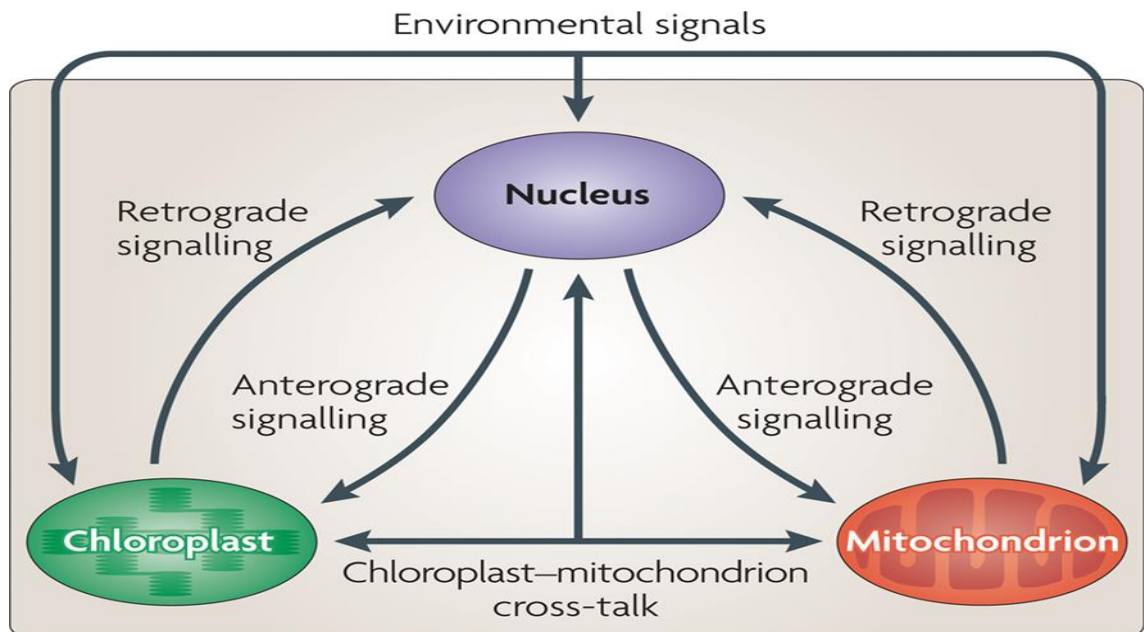 Environmental signals
Nucleus
Retrograde
signalling
Retrograde
signalling
Anterograde
signalling
Anterograde
signalling
Chloroplast
Mitochondrion
Chloroplast–mitochondrion
cross-talk